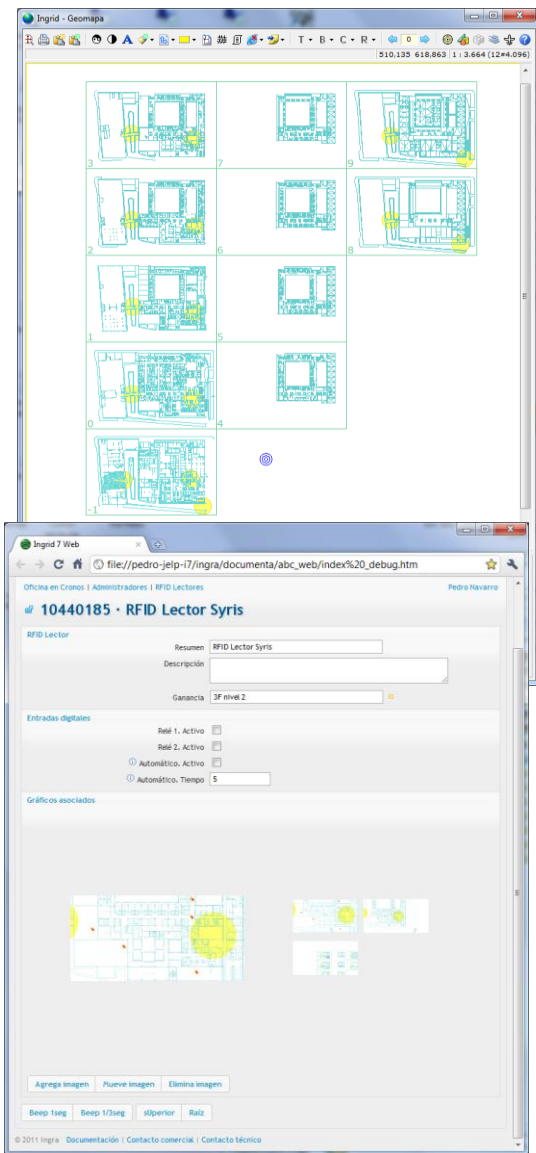 Ingrid - Geomapa
A T B C R 0
510,135 618,863 1 : 3.664 (12≠4.096)
3 7 9
2 6 8
1 5
0 4
-1
Ingrid 7 Web
file://pedro-jelp-i7/ingra/documenta/abc_web/index%20_debug.htm
Oficina en Cronos | Administradores | RFID Lectores Pedro Navarro
10440185 · RFID Lector Syris
RFID Lector
Resumen RFID Lector Syris
Descripción
Ganancia 3F nivel 2
Entradas digitales
Relé 1. Activo
Relé 2. Activo
Automático. Activo
Automático. Tiempo 5
Gráficos asociados
Agrega imagen Mueve imagen Elimina imagen
Beep 1seg Beep 1/3seg sUperior Raíz
© 2011 Ingra Documentación | Contacto comercial | Contacto técnico